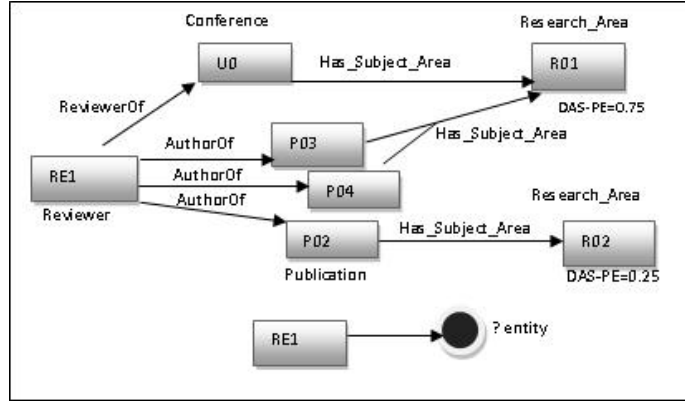 Conference
Research_Area
U0
Has_Subject_Area
R01
ReviewerOf
DAS-PE=0.75
AuthorOf
P03
Has_Subject_Area
RE1
AuthorOf
P04
AuthorOf
Research_Area
Reviewer
P02
Has_Subject_Area
R02
Publication
DAS-PE=0.25
RE1
? entity